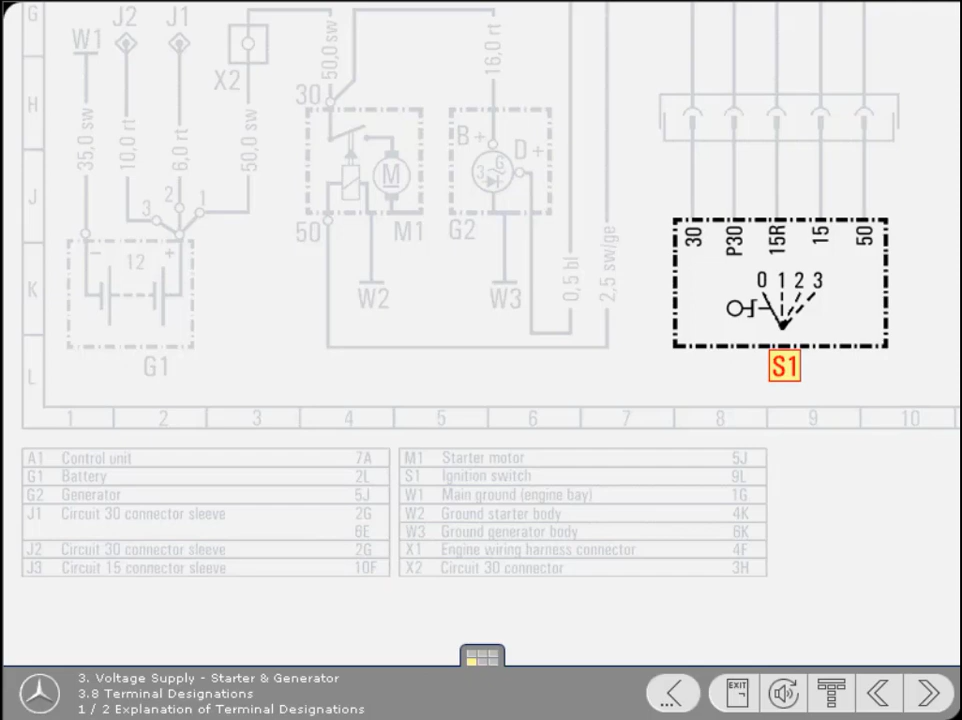 G
J2
J1
W1
X2
50,0 sw
16,0 rt
H
30
35,0 sw
10,0 rt
6,0 rt
50,0 sw
B+
D+
G
3
M
J
3
2
1
50
M1
G2
30
P30
15R
15
50
- 12 +
K
W2
W3
0,5 bl
2,5 sw/ge
0 1 2 3
G1
S1
L
1 2 3 4 5 6 7 8 9 10
A1 Control unit 7A
G1 Battery 2L
G2 Generator 5J
J1 Circuit 30 connector sleeve 2G
6E
J2 Circuit 30 connector sleeve 2G
J3 Circuit 15 connector sleeve 10F
M1 Starter motor 5J
S1 Ignition switch 9L
W1 Main ground (engine bay) 1G
W2 Ground starter body 4K
W3 Ground generator body 6K
X1 Engine wiring harness connector 4F
X2 Circuit 30 connector 3H
3. Voltage Supply - Starter & Generator
3.8 Terminal Designations
1 / 2 Explanation of Terminal Designations
...
EXIT